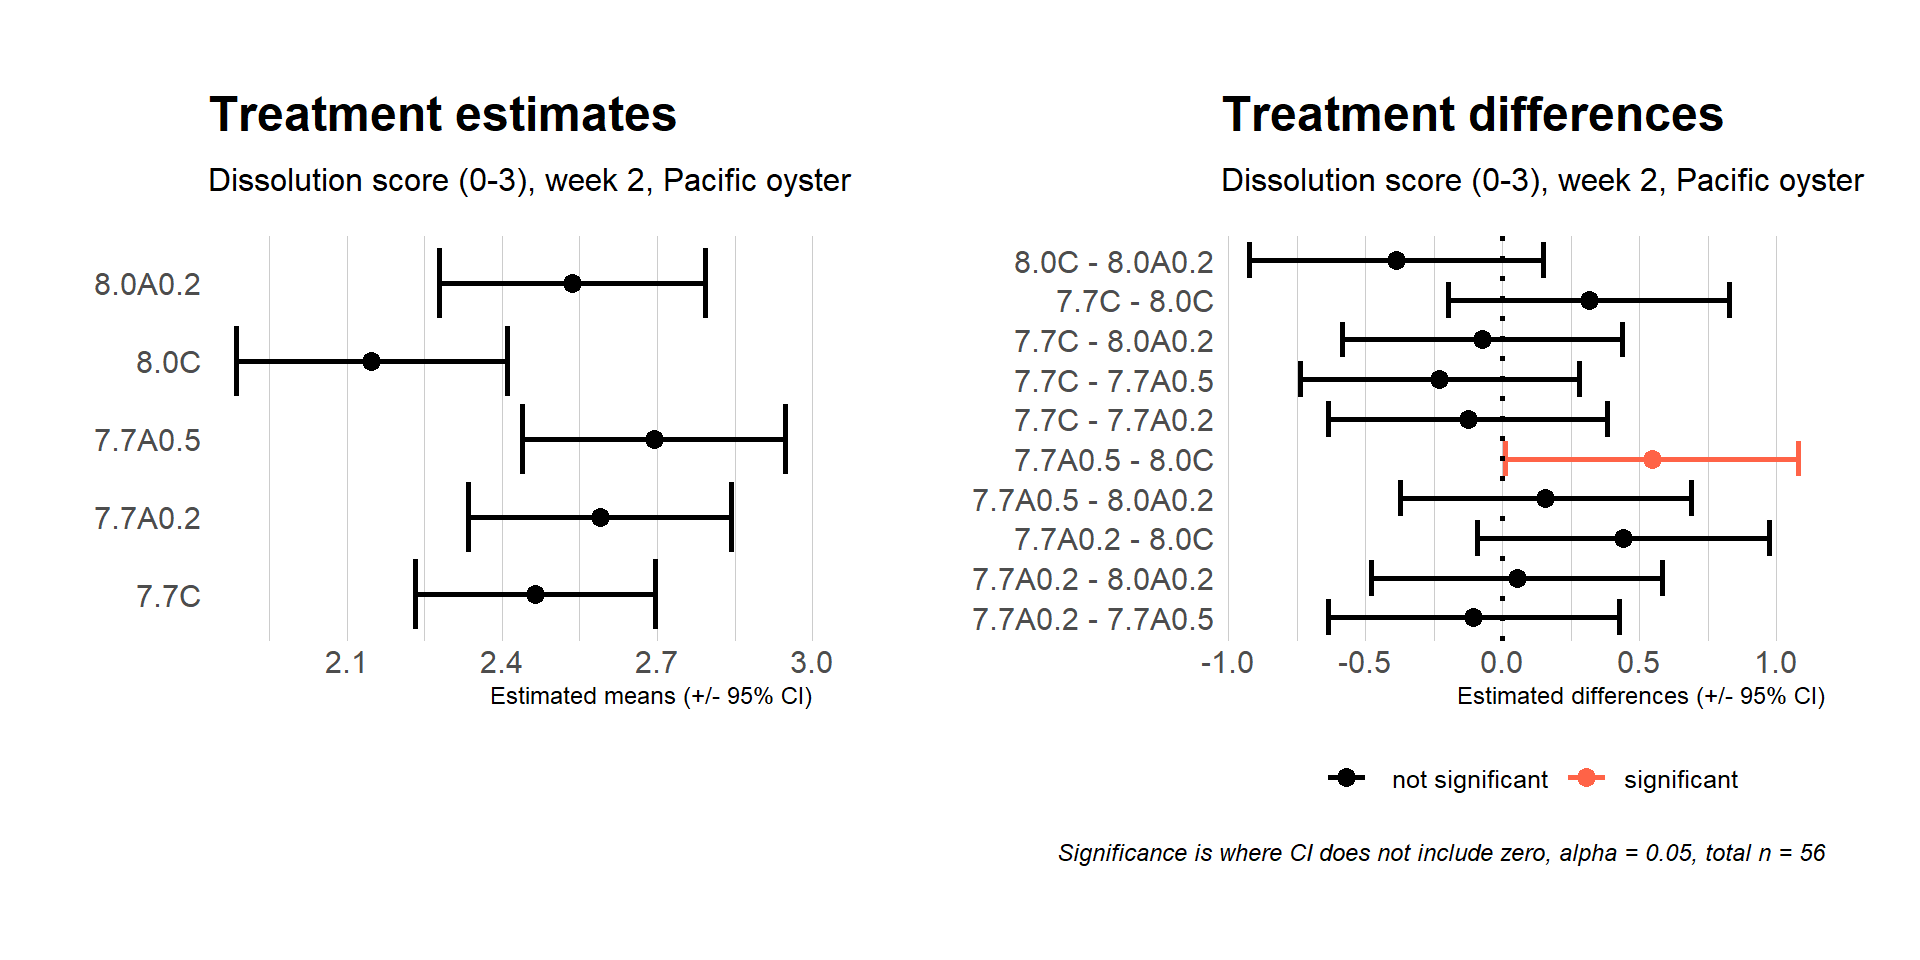 Treatment estimates
Dissolution score (0-3), week 2, Pacific oyster
8.0A0.2
8.0C
7.7A0.5
7.7A0.2
7.7C
2.1 2.4 2.7 3.0
Estimated means (+/- 95% CI)
Treatment differences
Dissolution score (0-3), week 2, Pacific oyster
8.0C - 8.0A0.2
7.7C - 8.0C
7.7C - 8.0A0.2
7.7C - 7.7A0.5
7.7C - 7.7A0.2
7.7A0.5 - 8.0C
7.7A0.5 - 8.0A0.2
7.7A0.2 - 8.0C
7.7A0.2 - 8.0A0.2
7.7A0.2 - 7.7A0.5
-1.0 -0.5 0.0 0.5 1.0
Estimated differences (+/- 95% CI)
not significant significant
Significance is where CI does not include zero, alpha = 0.05, total n = 56